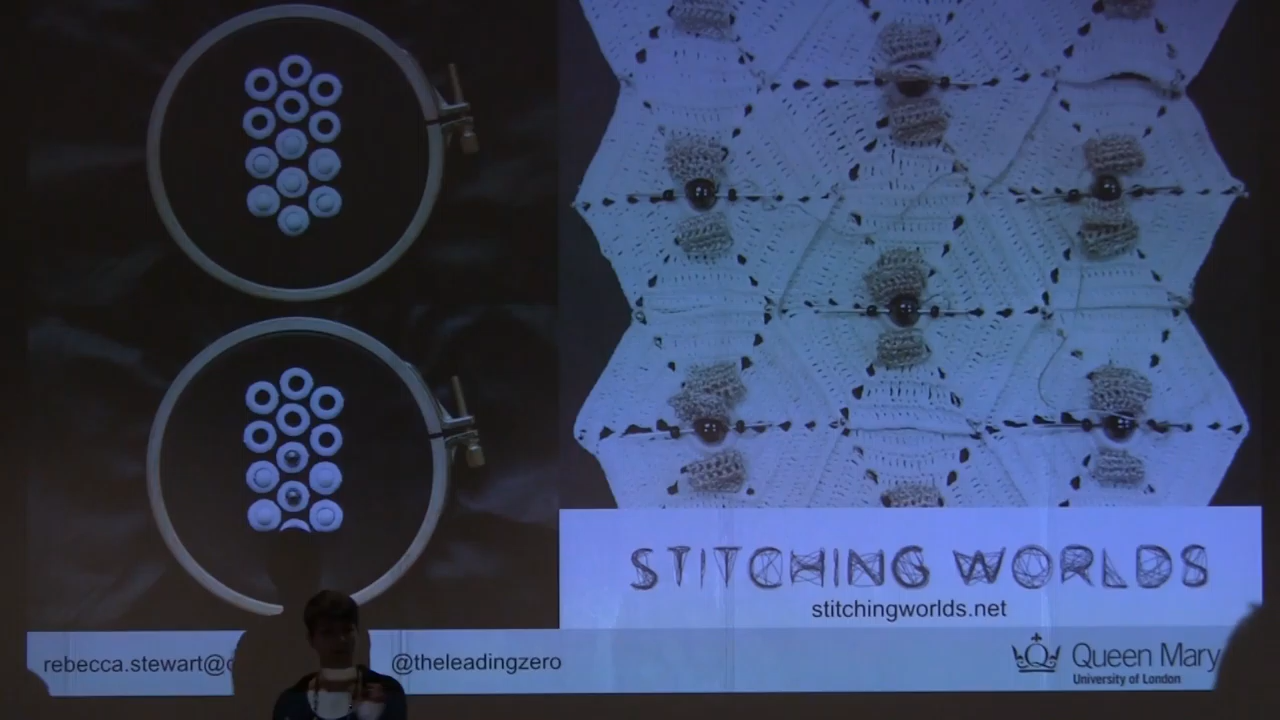 STITCHING WORLDS
stitchingworlds.net
rebecca.stewart@
@theleadingzero
Queen Mary
University of London